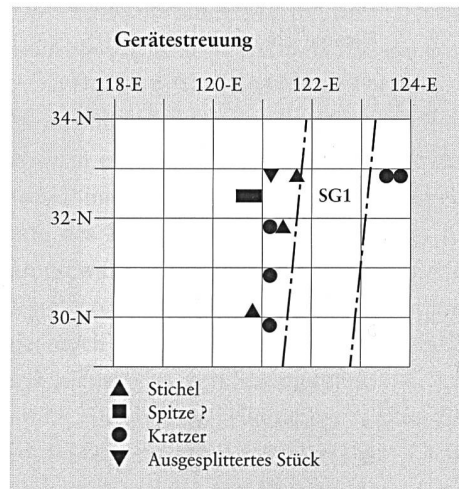 Gerätestreuung
118-E 120-E 122-E 124-E
34-N
SG1
32-N
30-N
Stichel
Spitze ?
Kratzer
Ausgesplittertes Stück